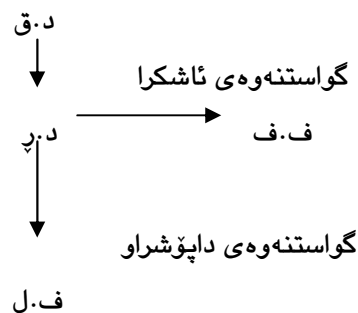 د.ق
گواستنەوەی ئاشکرا
د.ڕ
ف.ف
گواستنەوەی داپۆشراو
ف.ل